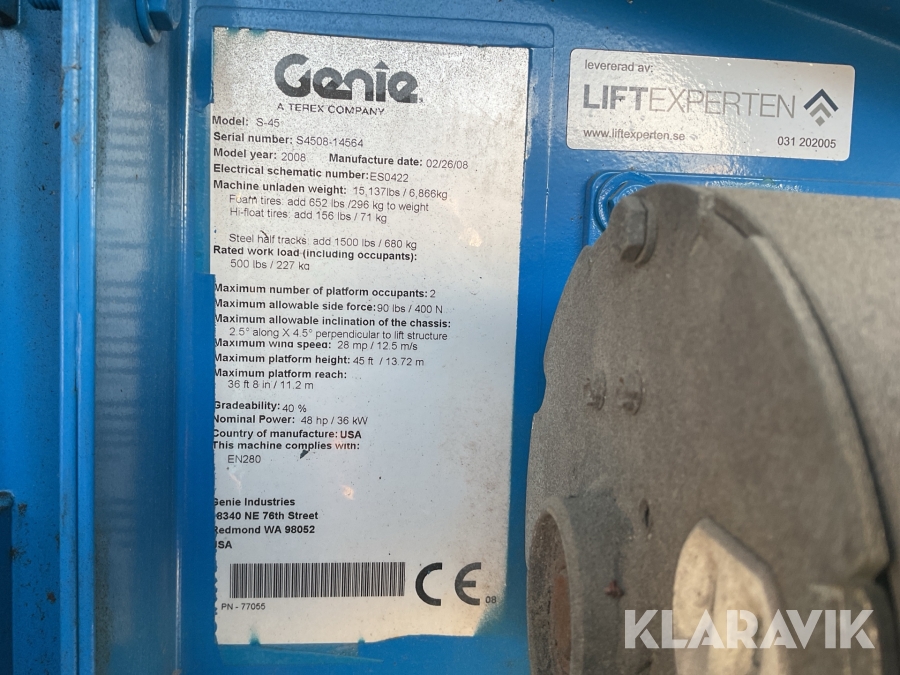 Genie
A TEREX COMPANY
Model: S-45
Serial number: S4508-14564
Model year: 2008 Manufacture date: 02/26/08
Electrical schematic number: ES0422
Machine unladen weight: 15,137lbs / 6,866kg
Foam tires: add 652 lbs /296 kg to weight
Hi-float tires: add 156 lbs / 71 kg
Steel half tracks: add 1500 lbs / 680 kg
Rated work load (including occupants):
500 lbs / 227 kg
Maximum number of platform occupants: 2
Maximum allowable side force: 90 lbs / 400 N
Maximum allowable inclination of the chassis:
2.5° along X 4.5° perpendicular to lift structure
Maximum wind speed: 28 mp / 12.5 m/s
Maximum platform height: 45 ft / 13.72 m
Maximum platform reach:
36 ft 8 in / 11.2 m
Gradeability: 40 %
Nominal Power: 48 hp / 36 kW
Country of manufacture: USA
This machine complies with:
EN280
Genie Industries
NE 76th Street
Redmond WA 98052
USA
CE 08
PN - 77055
levererad av:
LIFTEXPERTEN
www.liftexperten.se
031 202005
KLARAVIK